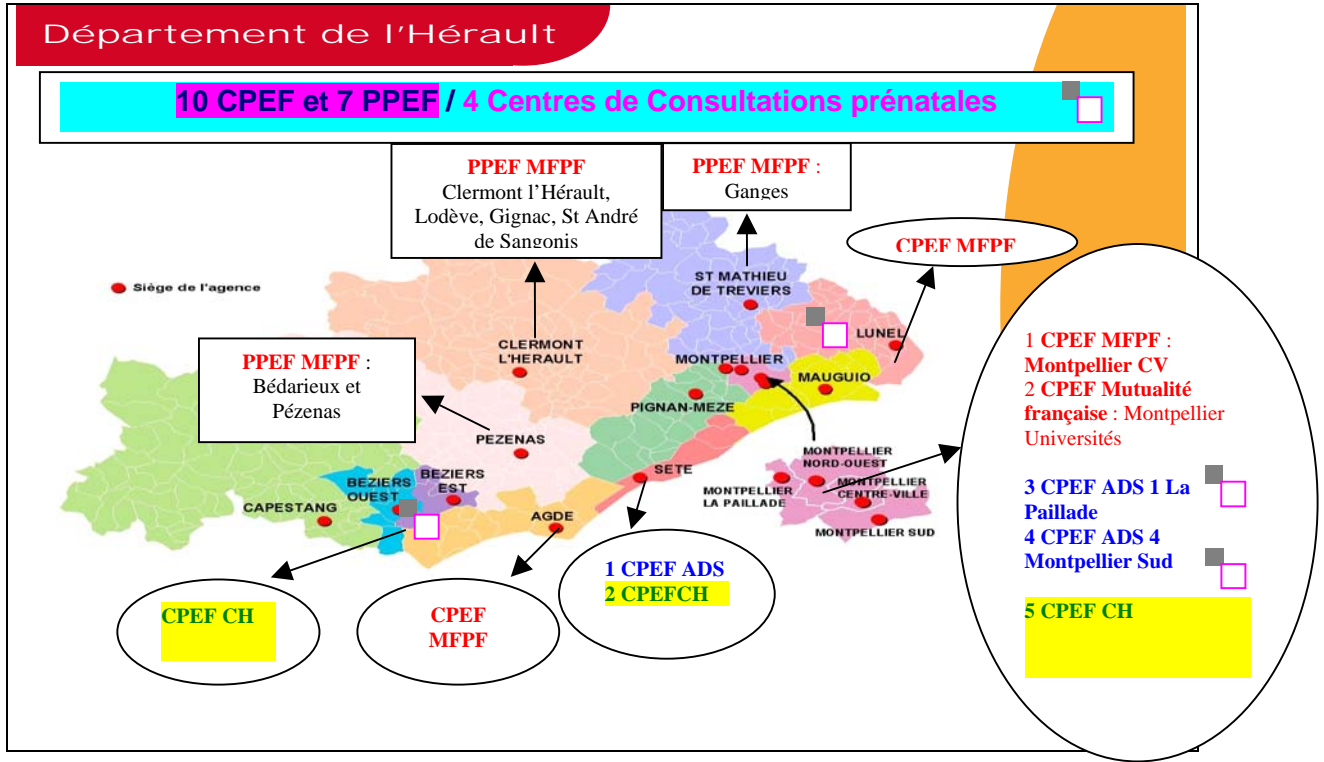 Département de l'Hérault
10 CPEF et 7 PPEF / 4 Centres de Consultations prénatales
PPEF MFPF
Clermont l'Hérault,
Lodève, Gignac, St André
de Sangonis
PPEF MFPF :
Ganges
CPEF MFPF
Siège de l'agence
ST MATHIEU
DE TREVIERS
LUNEL
CLERMONT
L'HERAULT
MONTPELLIER
MAUGUIO
PIGNAN-MEZE
PPEF MFPF :
Bédarieux et
Pézenas
PEZENAS
SETE
MONTPELLIER
NORD-OUEST
MONTPELLIER
LA PAILLADE
MONTPELLIER
CENTRE-VILLE
MONTPELLIER SUD
BEZIERS
OUEST
BEZIERS
EST
CAPESTANG
AGDE
1 CPEF MFPF :
Montpellier CV
2 CPEF Mutualité
française : Montpellier
Universités
3 CPEF ADS 1 La
Paillade
4 CPEF ADS 4
Montpellier Sud
5 CPEF CH
CPEF CH
CPEF
MFPF
1 CPEF ADS
2 CPEFCH